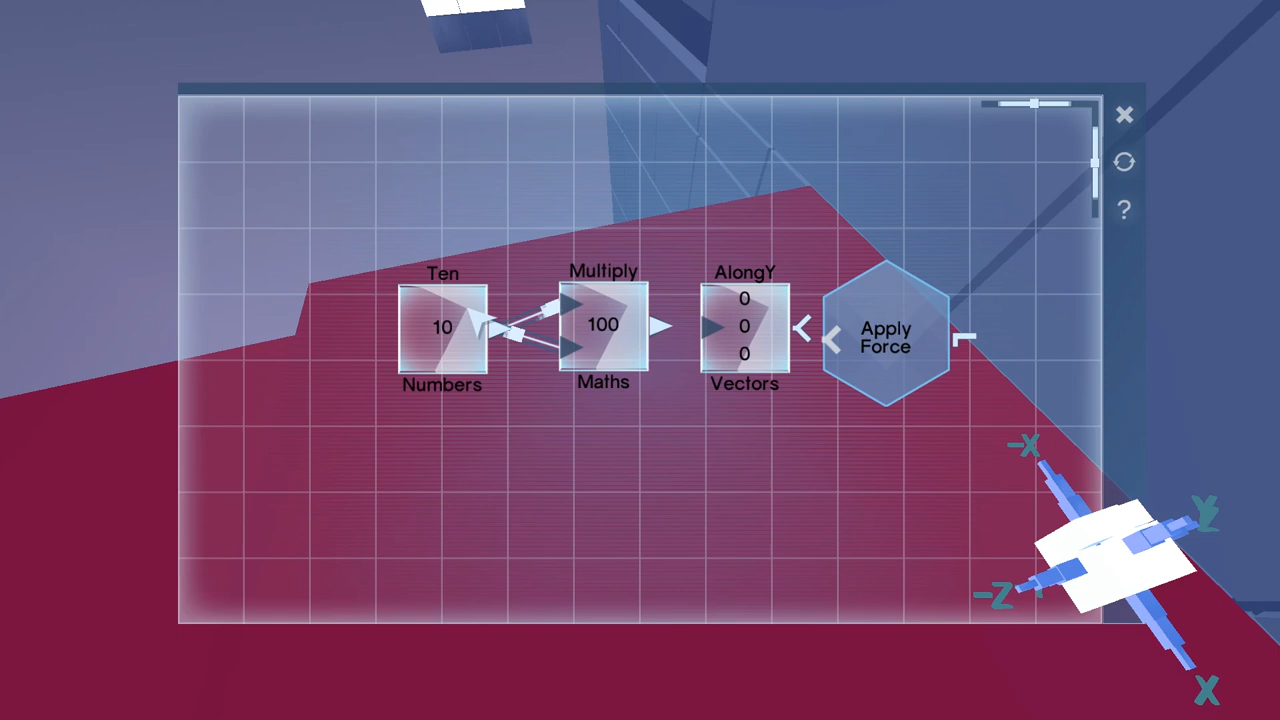 ?
Ten
Multiply
AlongY
10
100
0
0
0
Apply
Force
Numbers
Maths
Vectors
-X
Y
-Z
X